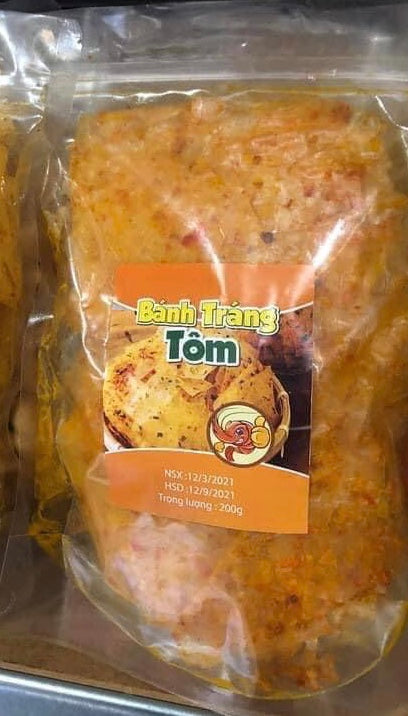 Bánh Tráng
Tôm
NSX :12/3/2021
HSD :12/9/2021
Trọng lượng : 200g